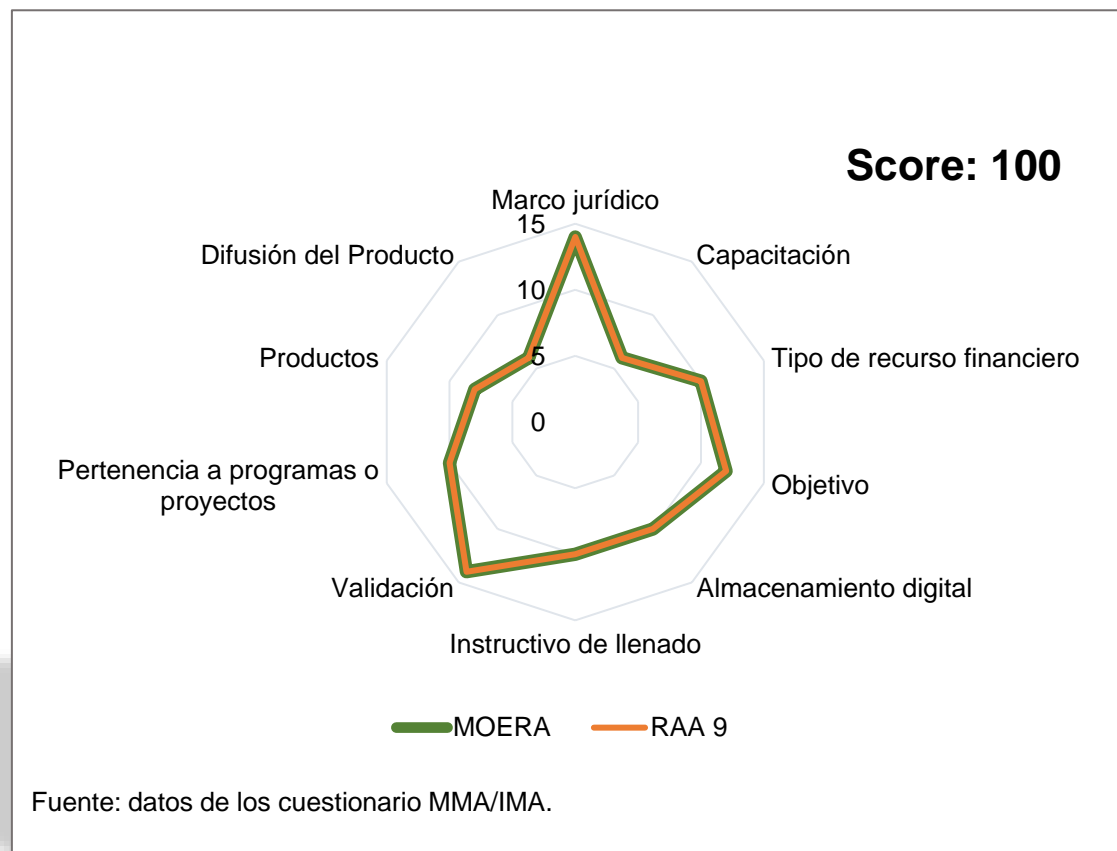 Score: 100
Marco jurídico
15
Difusión del Producto
Capacitación
10
Productos
5
Tipo de recurso financiero
0
Pertenencia a programas o
proyectos
Objetivo
Validación
Almacenamiento digital
Instructivo de llenado
MOERA
RAA 9
Fuente: datos de los cuestionario MMA/IMA.